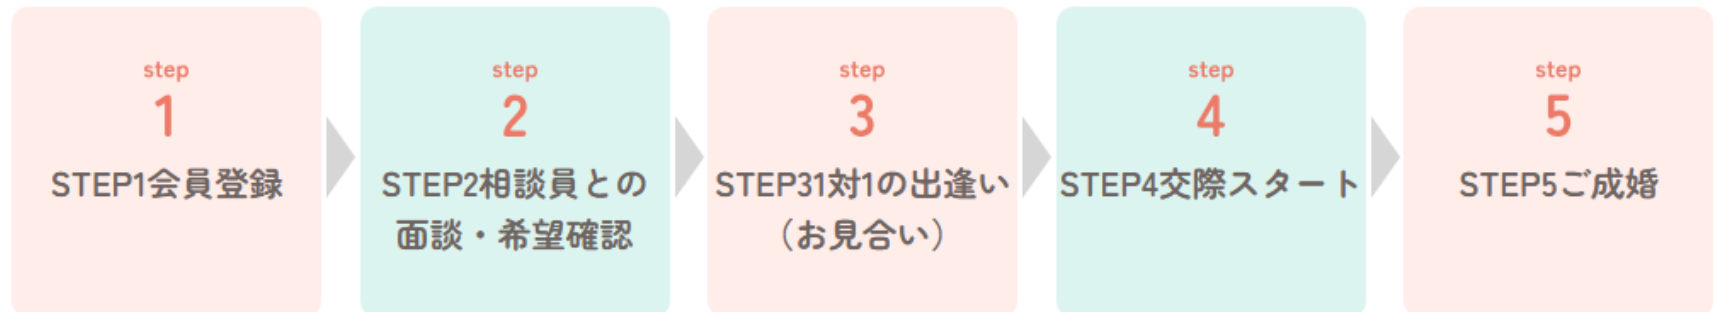 step
1
STEP1会員登録
step
2
STEP2相談員との
面談・希望確認
step
3
STEP31対1の出逢い
（お見合い）
step
4
STEP4交際スタート
step
5
STEP5ご成婚